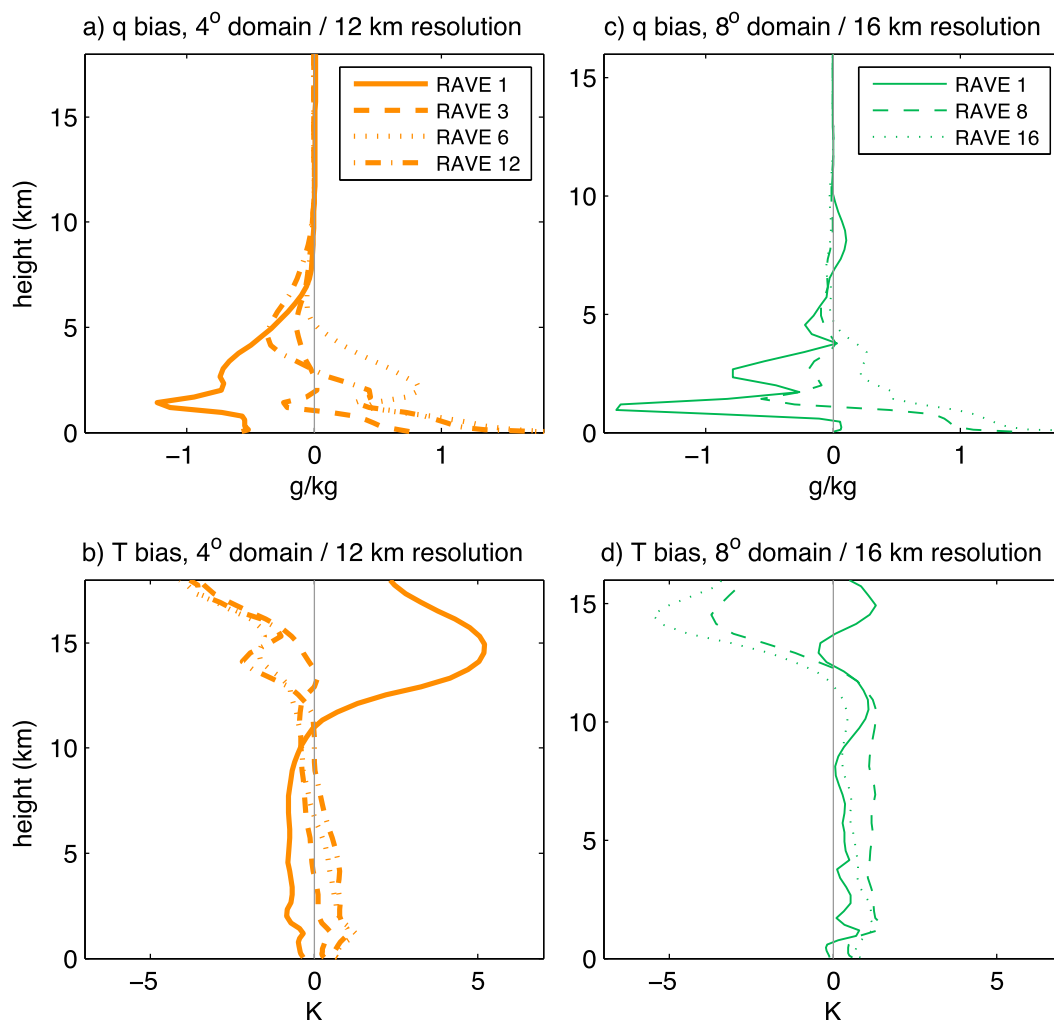 a) q bias, 4° domain / 12 km resolution
RAVE 1
RAVE 3
RAVE 6
RAVE 12
15
10
5
0
height (km)
−1
0
1
g/kg
c) q bias, 8° domain / 16 km resolution
RAVE 1
RAVE 8
RAVE 16
15
10
5
0
−1
0
1
g/kg
b) T bias, 4° domain / 12 km resolution
15
10
5
0
height (km)
−5
0
5
K
d) T bias, 8° domain / 16 km resolution
15
10
5
0
−5
0
5
K